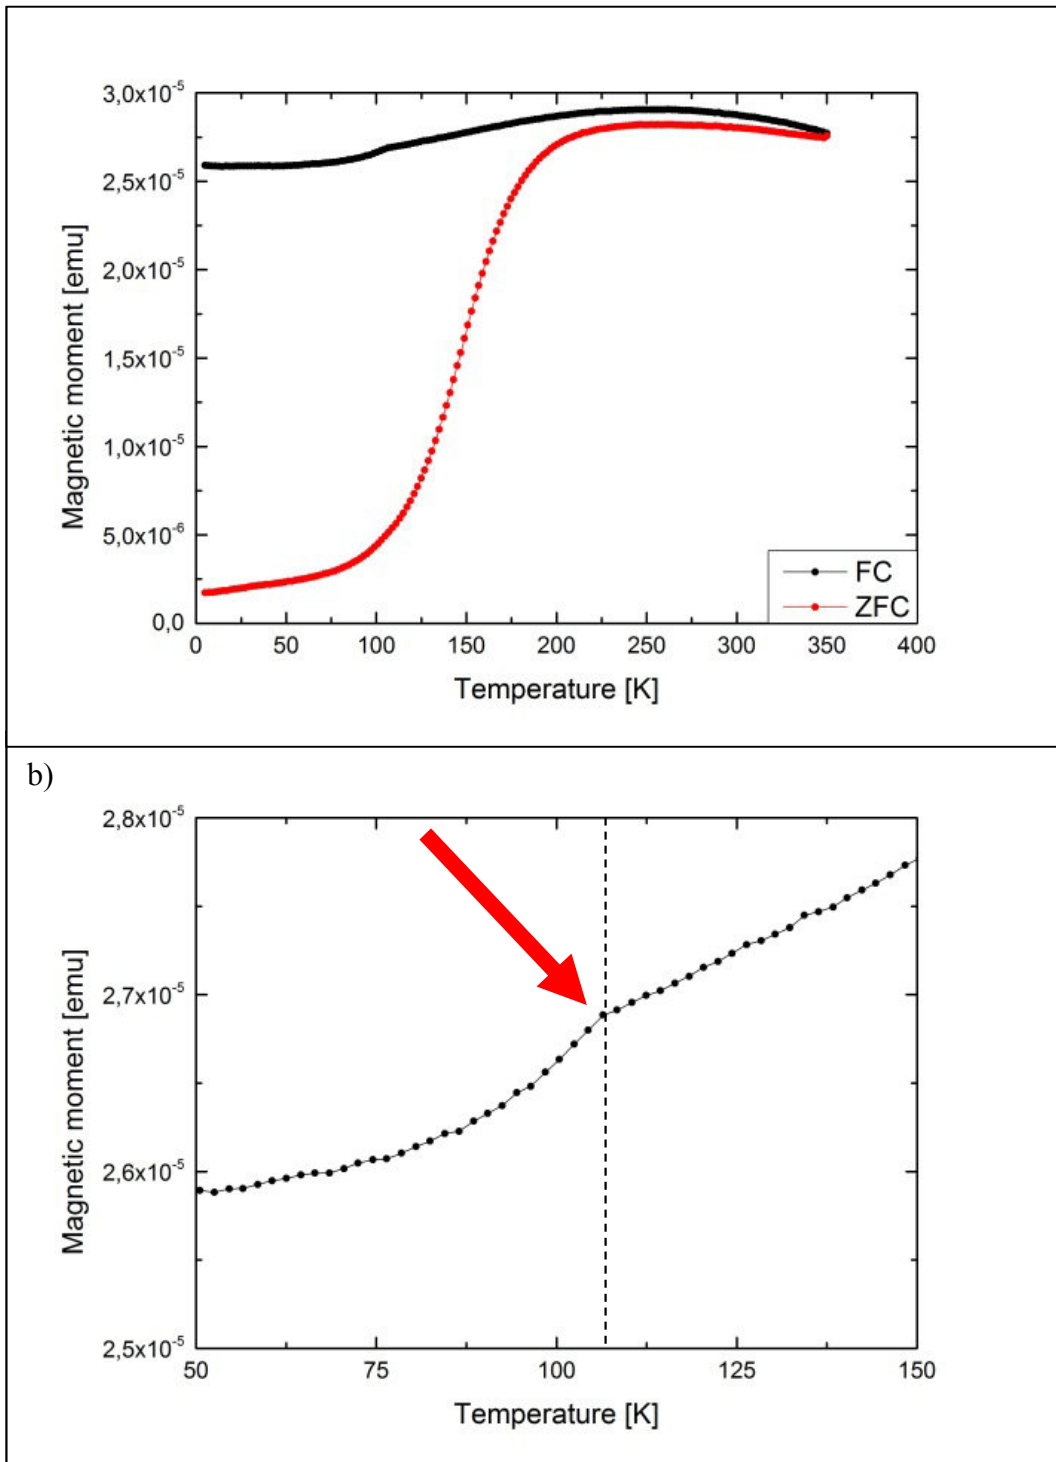 3,0x10⁻⁵
2,5x10⁻⁵
2,0x10⁻⁵
1,5x10⁻⁵
1,0x10⁻⁵
5,0x10⁻⁶
0,0
Magnetic moment [emu]
FC
ZFC
0 50 100 150 200 250 300 350 400
Temperature [K]
b)
2,8x10⁻⁵
2,7x10⁻⁵
2,6x10⁻⁵
2,5x10⁻⁵
Magnetic moment [emu]
50 75 100 125 150
Temperature [K]